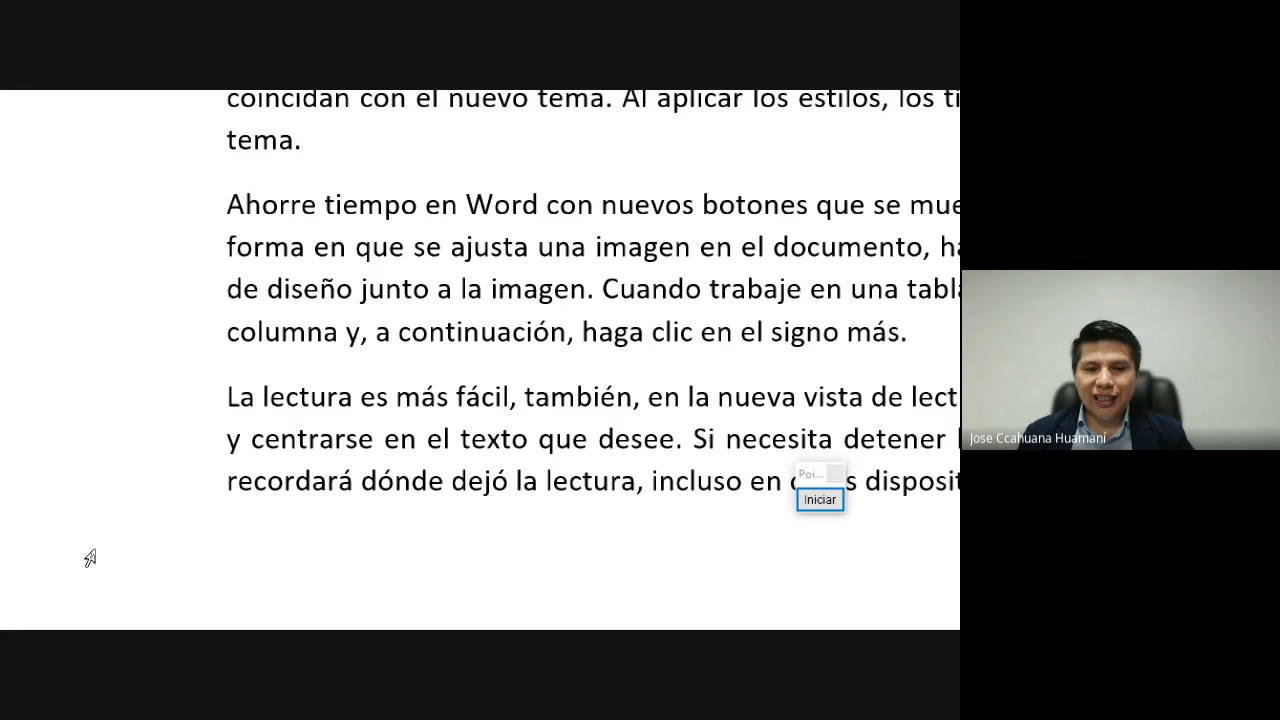 coincidan con el nuevo tema. Al aplicar los estilos, los
tema.
Ahorre tiempo en Word con nuevos botones que se mue
forma en que se ajusta una imagen en el documento, ha
de diseño junto a la imagen. Cuando trabaje en una tabla
columna y, a continuación, haga clic en el signo más.
La lectura es más fácil, también, en la nueva vista de lect
y centrarse en el texto que desee. Si necesita detener
recordará dónde dejó la lectura, incluso en disposit
Poi...
Iniciar
Jose Ccahuana Huamaní